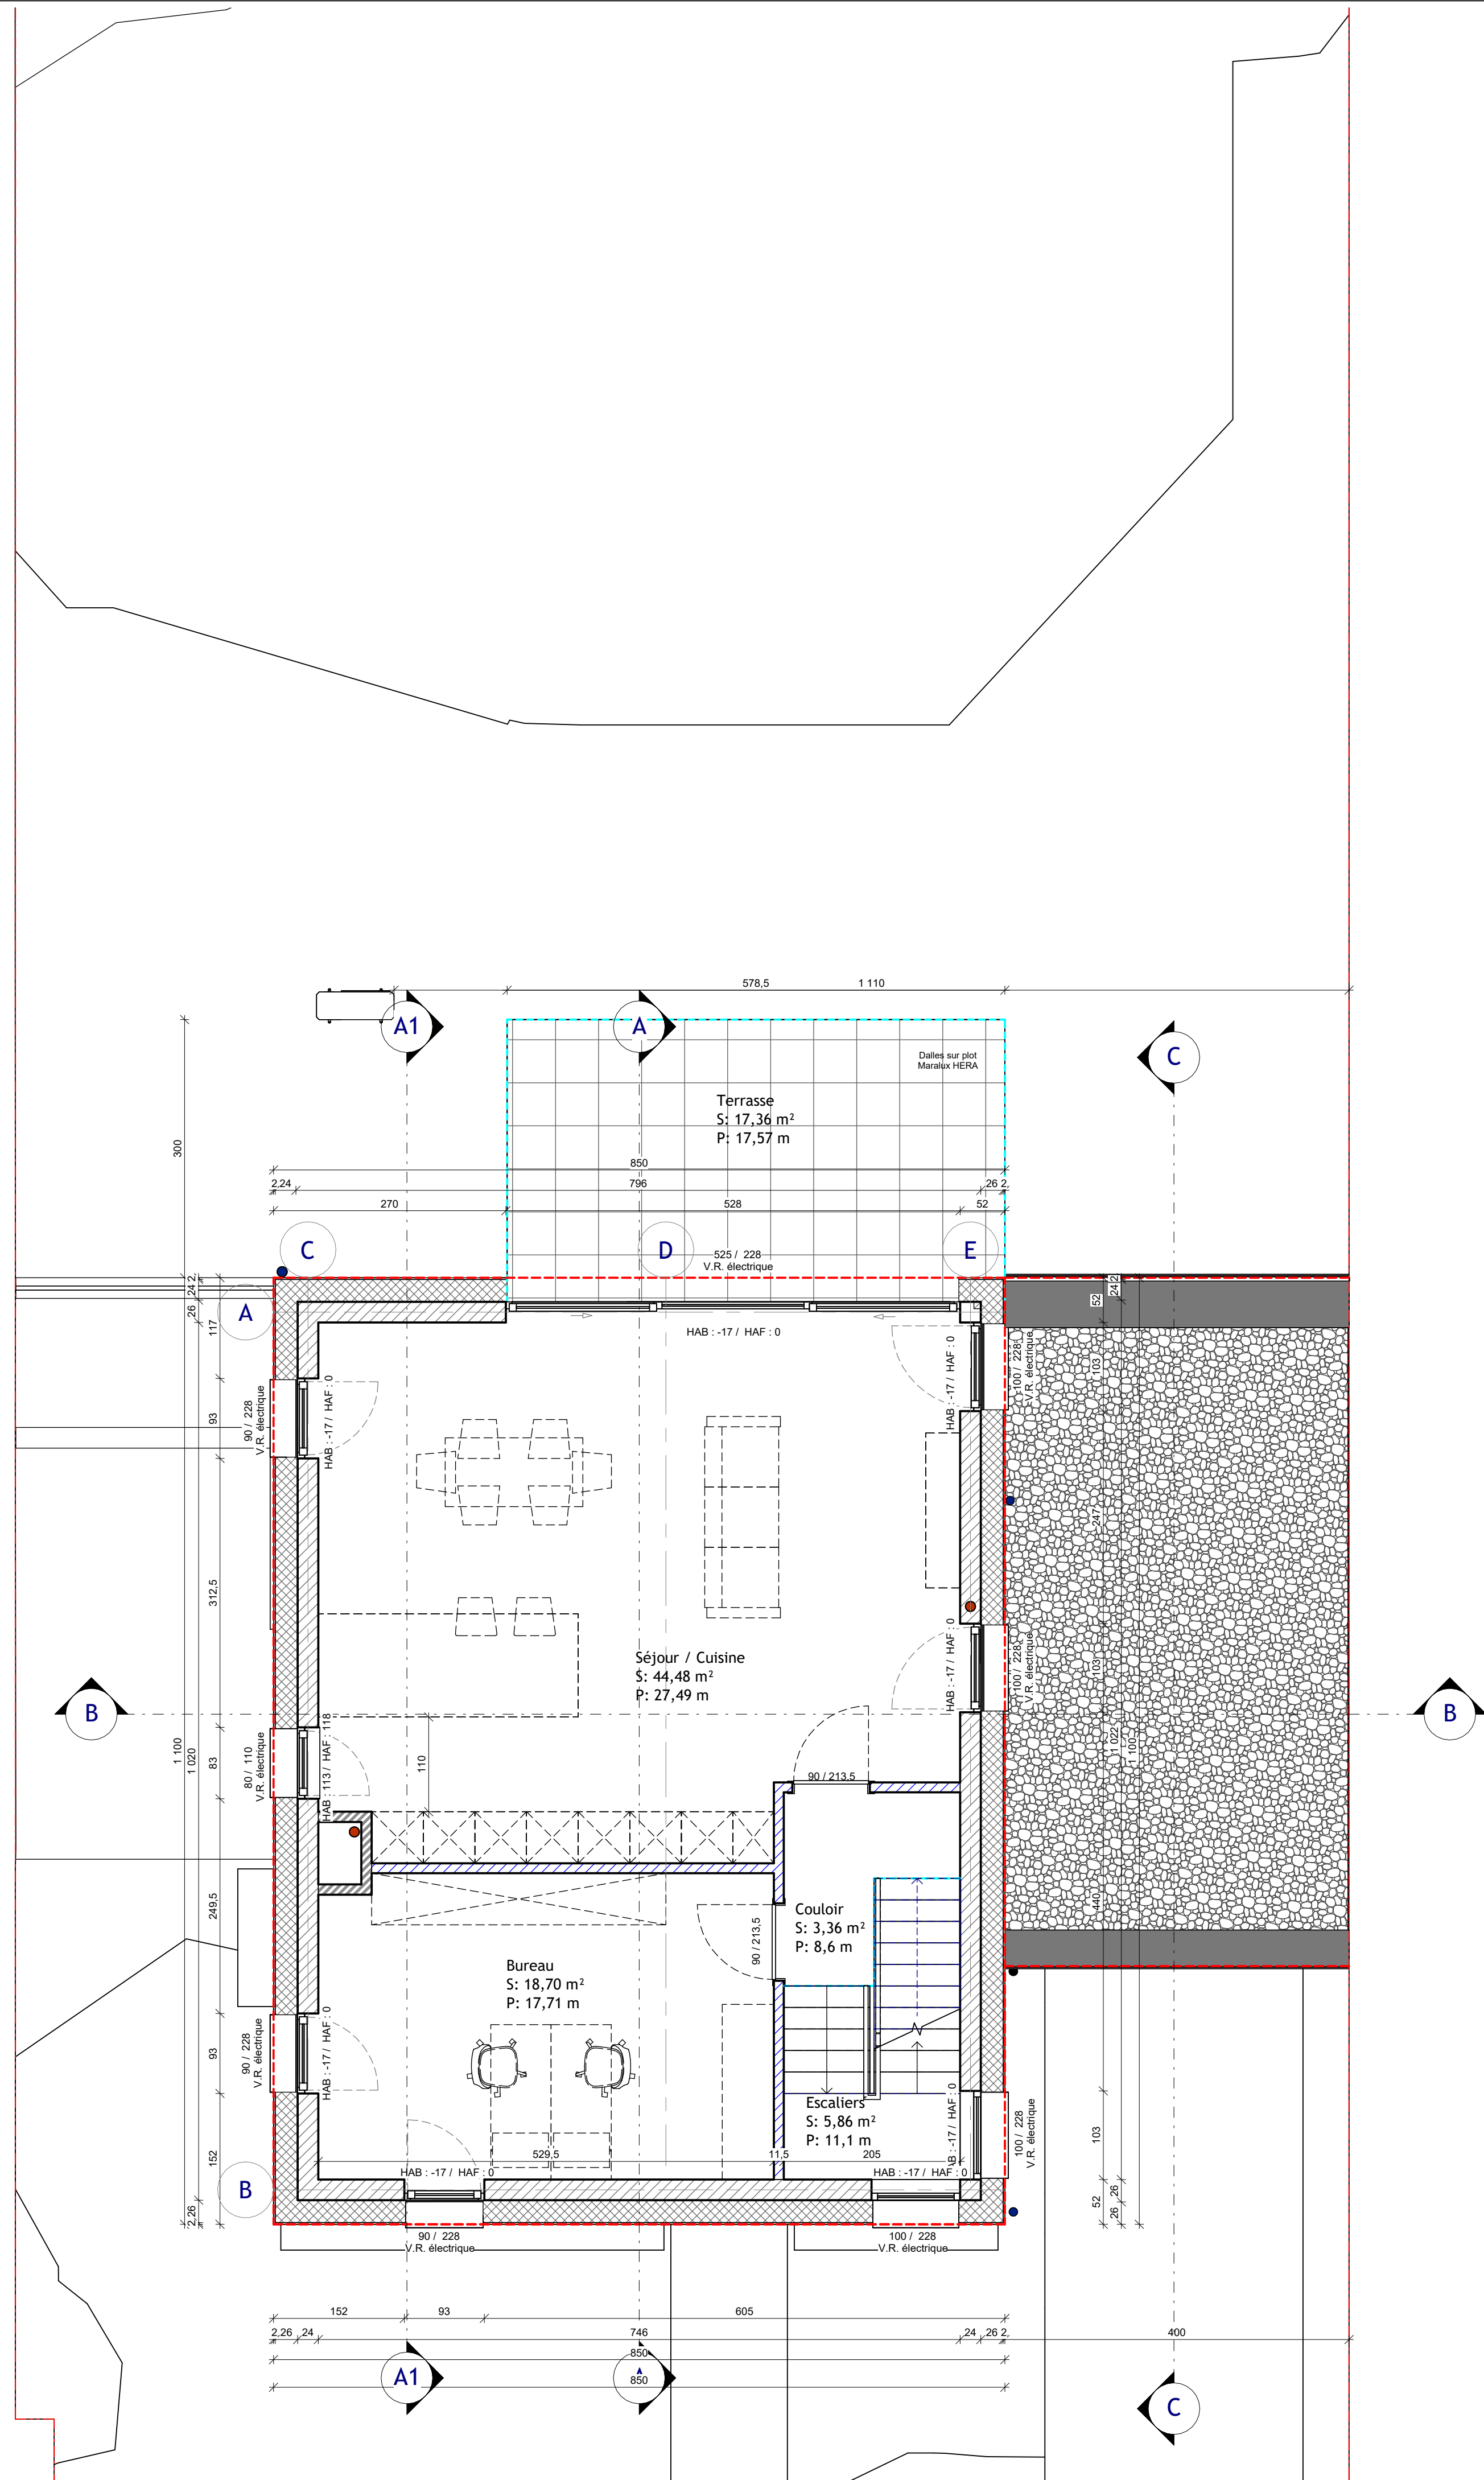 578,5
1 110
A1
A
C
Dalles sur plot
Maralux HERA
Terrasse
S: 17,36 m²
P: 17,57 m
300
850
2,24
796
26
2,
270
528
52
C
D
E
525 / 228
V.R. électrique
A
2,
24
26
117
HAB : -17 / HAF : 0
52
24
2,
90 / 228
V.R. électrique
93
HAB : -17 / HAF : 0
HAB : -17 / HAF : 0
100 / 228
V.R. électrique
103
247
312,5
Séjour / Cuisine
S: 44,48 m²
P: 27,49 m
HAB : -17 / HAF : 0
100 / 228
V.R. électrique
103
B
B
1 100
1 020
80 / 110
V.R. électrique
83
HAB : 113 / HAF : 118
110
90 / 213,5
1 022
1 100
249,5
Couloir
S: 3,36 m²
P: 8,6 m
90 / 213,5
440
Bureau
S: 18,70 m²
P: 17,71 m
90 / 228
V.R. électrique
93
HAB : -17 / HAF : 0
Escaliers
S: 5,86 m²
P: 11,1 m
HAB : -17 / HAF : 0
100 / 228
V.R. électrique
103
152
529,5
11,5
205
HAB : -17 / HAF : 0
HAB : -17 / HAF : 0
B
2,26
52
26
26
90 / 228
V.R. électrique
100 / 228
V.R. électrique
152
93
605
2,26
24
746
24
26
2,
400
850
850
A1
A
C